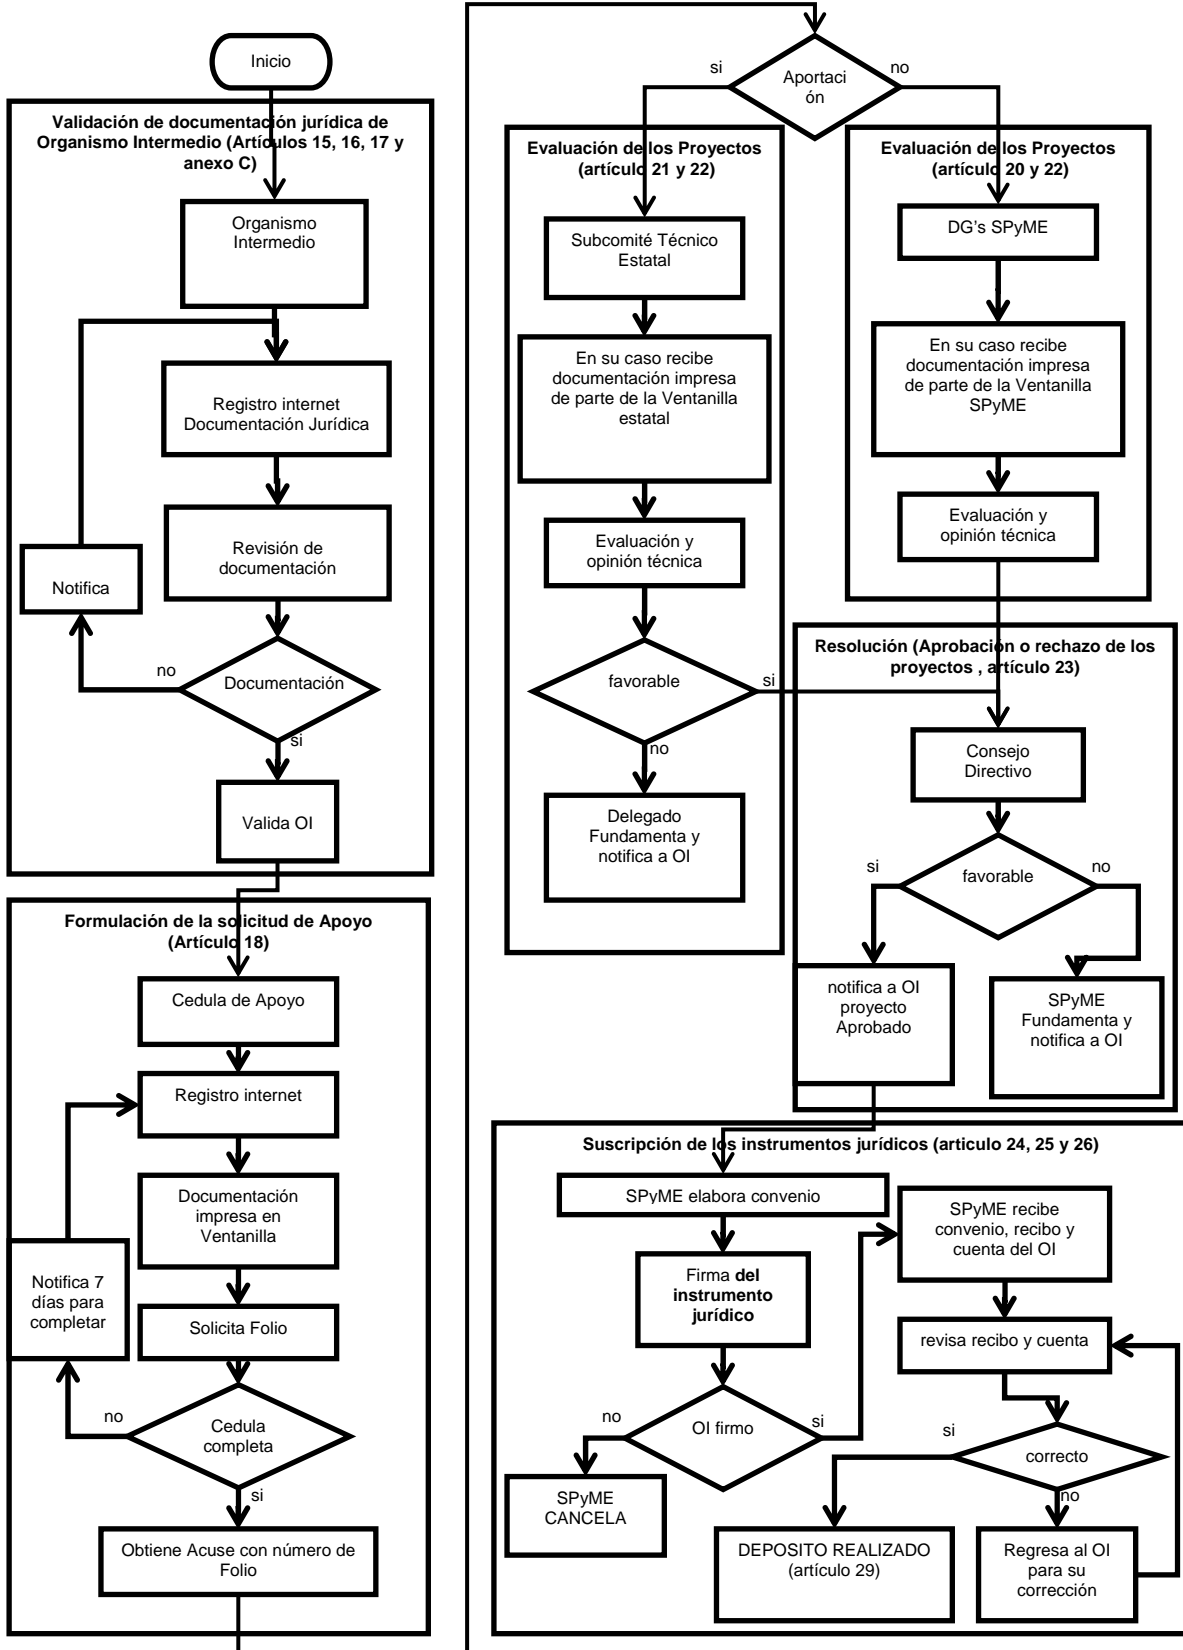 Inicio
Validación de documentación jurídica de
Organismo Intermedio (Artículos 15, 16, 17 y
anexo C)
Organismo
Intermedio
Registro internet
Documentación Jurídica
Revisión de
documentación
Notifica
no
Documentación
si
Valida OI
Formulación de la solicitud de Apoyo
(Artículo 18)
Cedula de Apoyo
Registro internet
Documentación
impresa en
Ventanilla
Notifica 7
días para
completar
Solicita Folio
no
Cedula
completa
si
Obtiene Acuse con número de
Folio
si
Aportaci
ón
no
Evaluación de los Proyectos
(artículo 21 y 22)
Subcomité Técnico
Estatal
En su caso recibe
documentación impresa
de parte de la Ventanilla
estatal
Evaluación y
opinión técnica
favorable
si
no
Delegado
Fundamenta y
notifica a OI
Evaluación de los Proyectos
(artículo 20 y 22)
DG's SPyME
En su caso recibe
documentación impresa
de parte de la Ventanilla
SPyME
Evaluación y
opinión técnica
Resolución (Aprobación o rechazo de los
proyectos , artículo 23)
Consejo
Directivo
si
favorable
no
notifica a OI
proyecto
Aprobado
SPyME
Fundamenta y
notifica a OI
Suscripción de los instrumentos jurídicos (articulo 24, 25 y 26)
SPyME elabora convenio
Firma del
instrumento
jurídico
no
OI firmo
si
SPyME
CANCELA
SPyME recibe
convenio, recibo y
cuenta del OI
revisa recibo y cuenta
si
correcto
no
DEPOSITO REALIZADO
(artículo 29)
Regresa al OI
para su
corrección